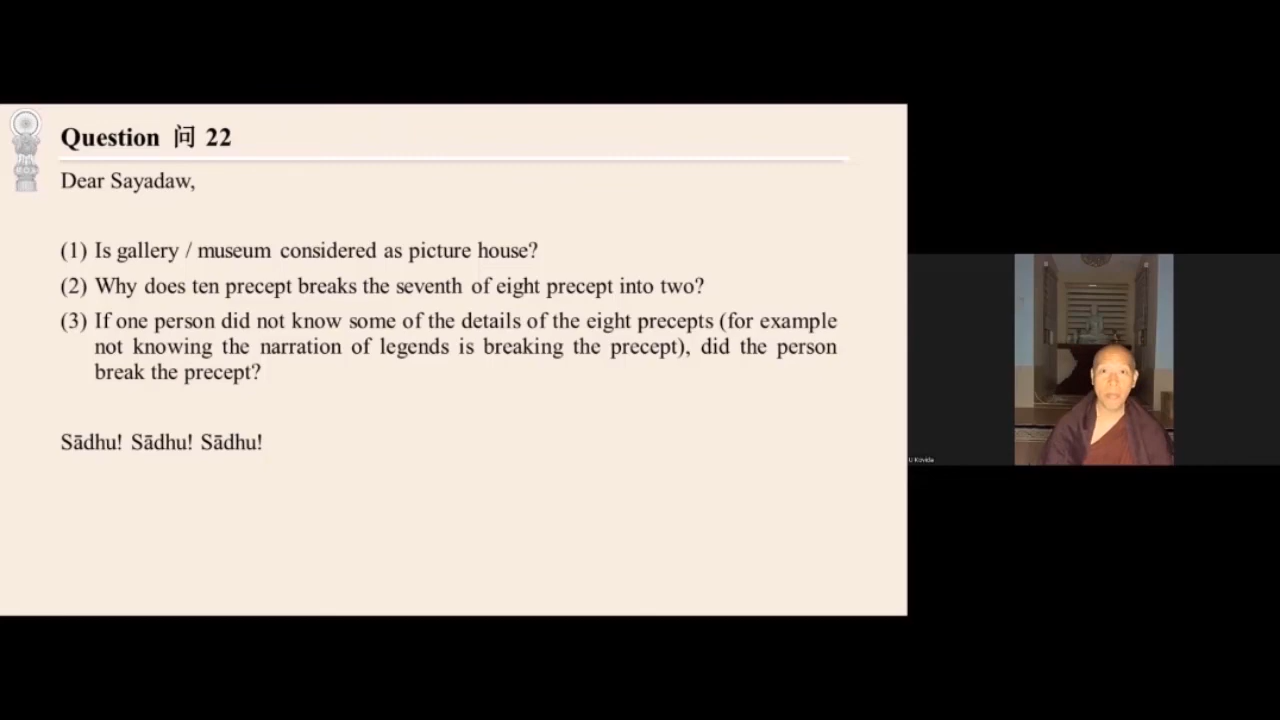 Question 问 22
Dear Sayadaw,
(1) Is gallery / museum considered as picture house?
(2) Why does ten precept breaks the seventh of eight precept into two?
(3) If one person did not know some of the details of the eight precepts (for example
not knowing the narration of legends is breaking the precept), did the person
break the precept?
Sādhu! Sādhu! Sādhu!
U Kovida